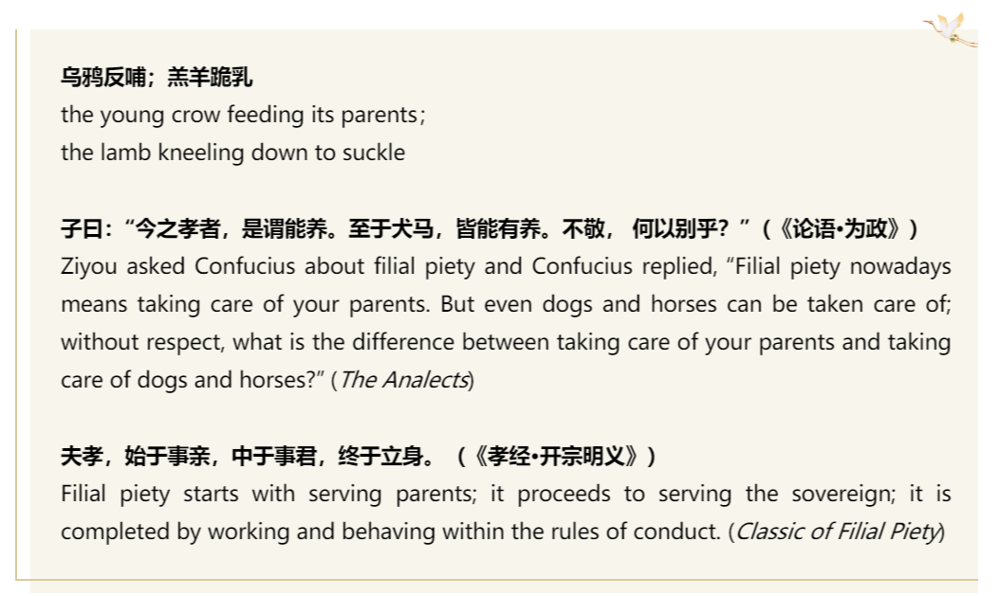 乌鸦反哺；羔羊跪乳
the young crow feeding its parents;
the lamb kneeling down to suckle
子曰：“今之孝者，是谓能养。至于犬马，皆能有养。不敬， 何以别乎？”（《论语•为政》）
Ziyou asked Confucius about filial piety and Confucius replied, “Filial piety nowadays
means taking care of your parents. But even dogs and horses can be taken care of;
without respect, what is the difference between taking care of your parents and taking
care of dogs and horses?” (The Analects)
夫孝，始于事亲，中于事君，终于立身。（《孝经•开宗明义》）
Filial piety starts with serving parents; it proceeds to serving the sovereign; it is
completed by working and behaving within the rules of conduct. (Classic of Filial Piety)